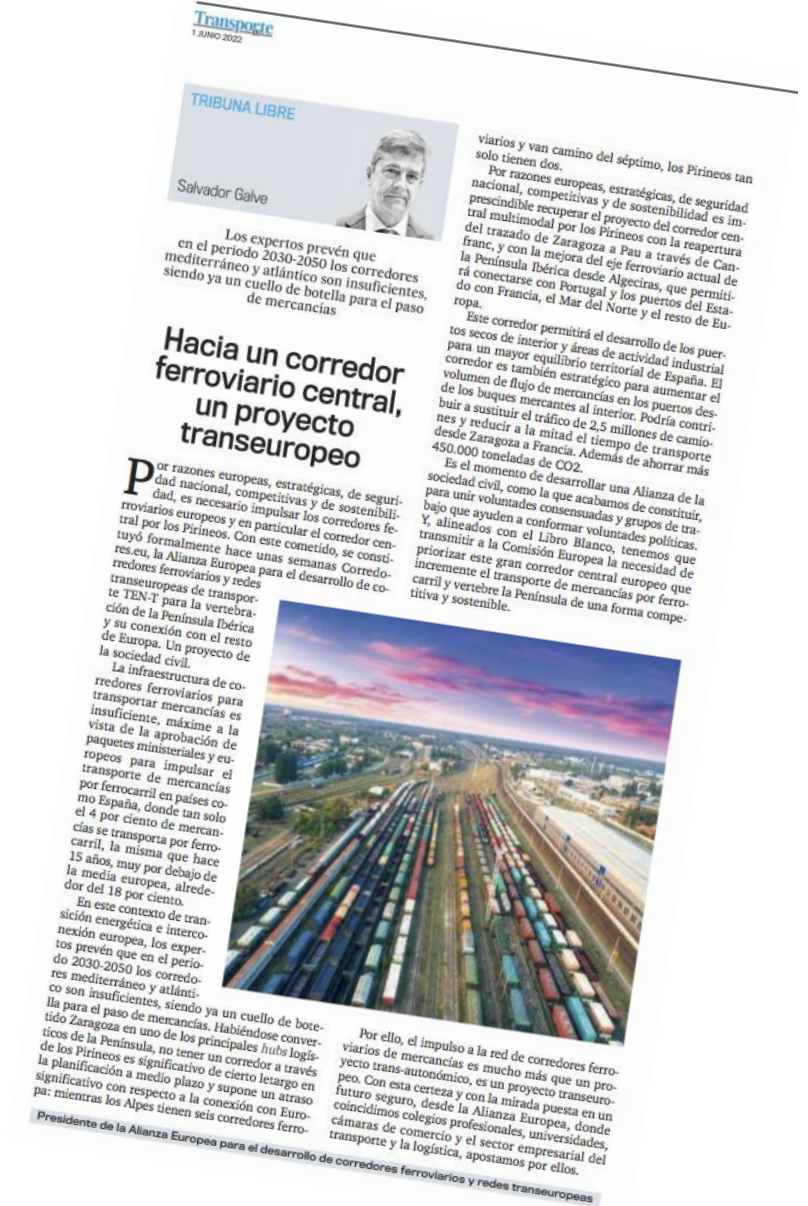 Transporte
1 JUNIO 2022
TRIBUNA LIBRE
Salvador Galve
Los expertos prevén que
en el periodo 2030-2050 los corredores
mediterráneo y atlántico son insuficientes,
siendo ya un cuello de botella para el paso
de mercancías
Hacia un corredor
ferroviario central,
un proyecto
transeuropeo
Por razones europeas, estratégicas, de seguri-
dad nacional, competitivas y de sostenibili-
dad, es necesario impulsar los corredores fe-
rroviarios europeos y en particular el corredor cen-
tral por los Pirineos. Con este cometido, se consti-
tuyó formalmente hace unas semanas Corredo-
res.eu, la Alianza Europea para el desarrollo de co-
rredores ferroviarios y redes
transeuropeas de transpor-
te TEN-T para la vertebra-
ción de la Península Ibérica
y su conexión con el resto
de Europa. Un proyecto de
la sociedad civil.
La infraestructura de co-
rredores ferroviarios para
transportar mercancías es
insuficiente, máxime a la
vista de la aprobación de
paquetes ministeriales y eu-
ropeos para impulsar el
transporte de mercancías
por ferrocarril en países co-
mo España, donde tan solo
el 4 por ciento de mercan-
cías se transporta por ferro-
carril, la misma que hace
15 años, muy por debajo de
la media europea, alrede-
dor del 18 por ciento.
En este contexto de tran-
sición energética e interco-
nexión europea, los exper-
tos prevén que en el perio-
do 2030-2050 los corredo-
res mediterráneo y atlánti-
co son insuficientes, siendo ya un cuello de bote-
lla para el paso de mercancías. Habiéndose conver-
tido Zaragoza en uno de los principales hubs logís-
ticos de la Península, no tener un corredor a través
de los Pirineos es significativo de cierto letargo en
la planificación a medio plazo y supone un atraso
significativo con respecto a la conexión con Euro-
pa: mientras los Alpes tienen seis corredores ferro-
viarios y van camino del séptimo, los Pirineos tan
solo tienen dos.
Por razones europeas, estratégicas, de seguridad
nacional, competitivas y de sostenibilidad es im-
prescindible recuperar el proyecto del corredor cen-
tral multimodal por los Pirineos con la reapertura
del trazado de Zaragoza a Pau a través de Can-
franc, y con la mejora del eje ferroviario actual de
la Península Ibérica desde Algeciras, que permiti-
rá conectarse con Portugal y los puertos del Esta-
do con Francia, el Mar del Norte y el resto de Eu-
ropa.
Este corredor permitirá el desarrollo de los puer-
tos secos de interior y áreas de actividad industrial
para un mayor equilibrio territorial de España. El
corredor es también estratégico para aumentar el
volumen de flujo de mercancías en los puertos des-
de los buques mercantes al interior. Podría contri-
buir a sustituir el tráfico de 2,5 millones de camio-
nes y reducir a la mitad el tiempo de transporte
desde Zaragoza a Francia. Además de ahorrar más
450.000 toneladas de CO2.
Es el momento de desarrollar una Alianza de la
sociedad civil, como la que acabamos de constituir,
para unir voluntades consensuadas y grupos de tra-
bajo que ayuden a conformar voluntades políticas.
Y, alineados con el Libro Blanco, tenemos que
transmitir a la Comisión Europea la necesidad de
priorizar este gran corredor central europeo que
incremente el transporte de mercancías por ferro-
carril y vertebre la Península de una forma compe-
titiva y sostenible.
Por ello, el impulso a la red de corredores ferro-
viarios de mercancías es mucho más que un pro-
yecto trans-autonómico, es un proyecto transeuro-
peo. Con esta certeza y con la mirada puesta en un
futuro seguro, desde la Alianza Europea, donde
coincidimos colegios profesionales, universidades,
cámaras de comercio y el sector empresarial del
transporte y la logística, apostamos por ellos.
Presidente de la Alianza Europea para el desarrollo de corredores ferroviarios y redes transeuropeas